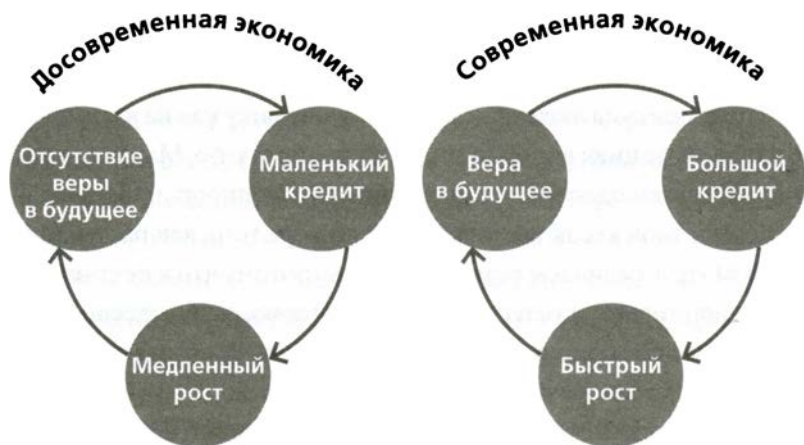 Досовременная экономика
Отсутствие
веры
в будущее
Маленький
кредит
Медленный
рост
Современная экономика
Вера
в будущее
Большой
кредит
Быстрый
рост